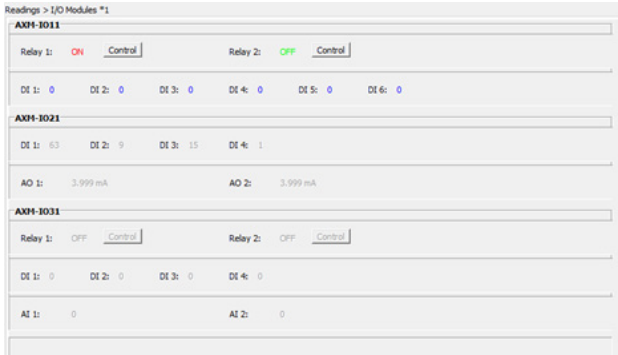 Readings > I/O Modules *1
AXM-IO11
Relay 1: ON Control Relay 2: OFF Control
DI 1: 0 DI 2: 0 DI 3: 0 DI 4: 0 DI 5: 0 DI 6: 0
AXM-IO21
DI 1: 63 DI 2: 9 DI 3: 15 DI 4: 1
AO 1: 3.999 mA AO 2: 3.999 mA
AXM-IO31
Relay 1: OFF Control Relay 2: OFF Control
DI 1: 0 DI 2: 0 DI 3: 0 DI 4: 0
AI 1: 0 AI 2: 0